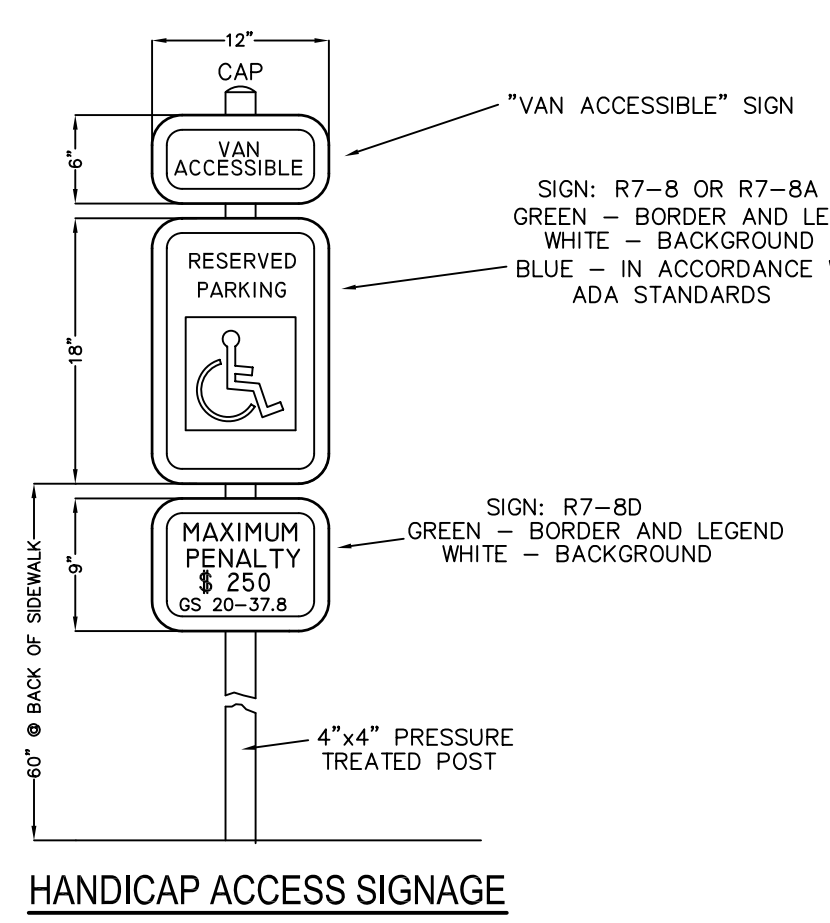 12"
CAP
"VAN ACCESSIBLE" SIGN
6"
VAN
ACCESSIBLE
SIGN: R7-8 OR R7-8A
GREEN - BORDER AND LE
WHITE - BACKGROUND
BLUE - IN ACCORDANCE
ADA STANDARDS
RESERVED
PARKING
18"
SIGN: R7-8D
GREEN - BORDER AND LEGEND
WHITE - BACKGROUND
MAXIMUM
PENALTY
$ 250
GS 20-37.8
9"
60" @ BACK OF SIDEWALK
4"x4" PRESSURE
TREATED POST
HANDICAP ACCESS SIGNAGE